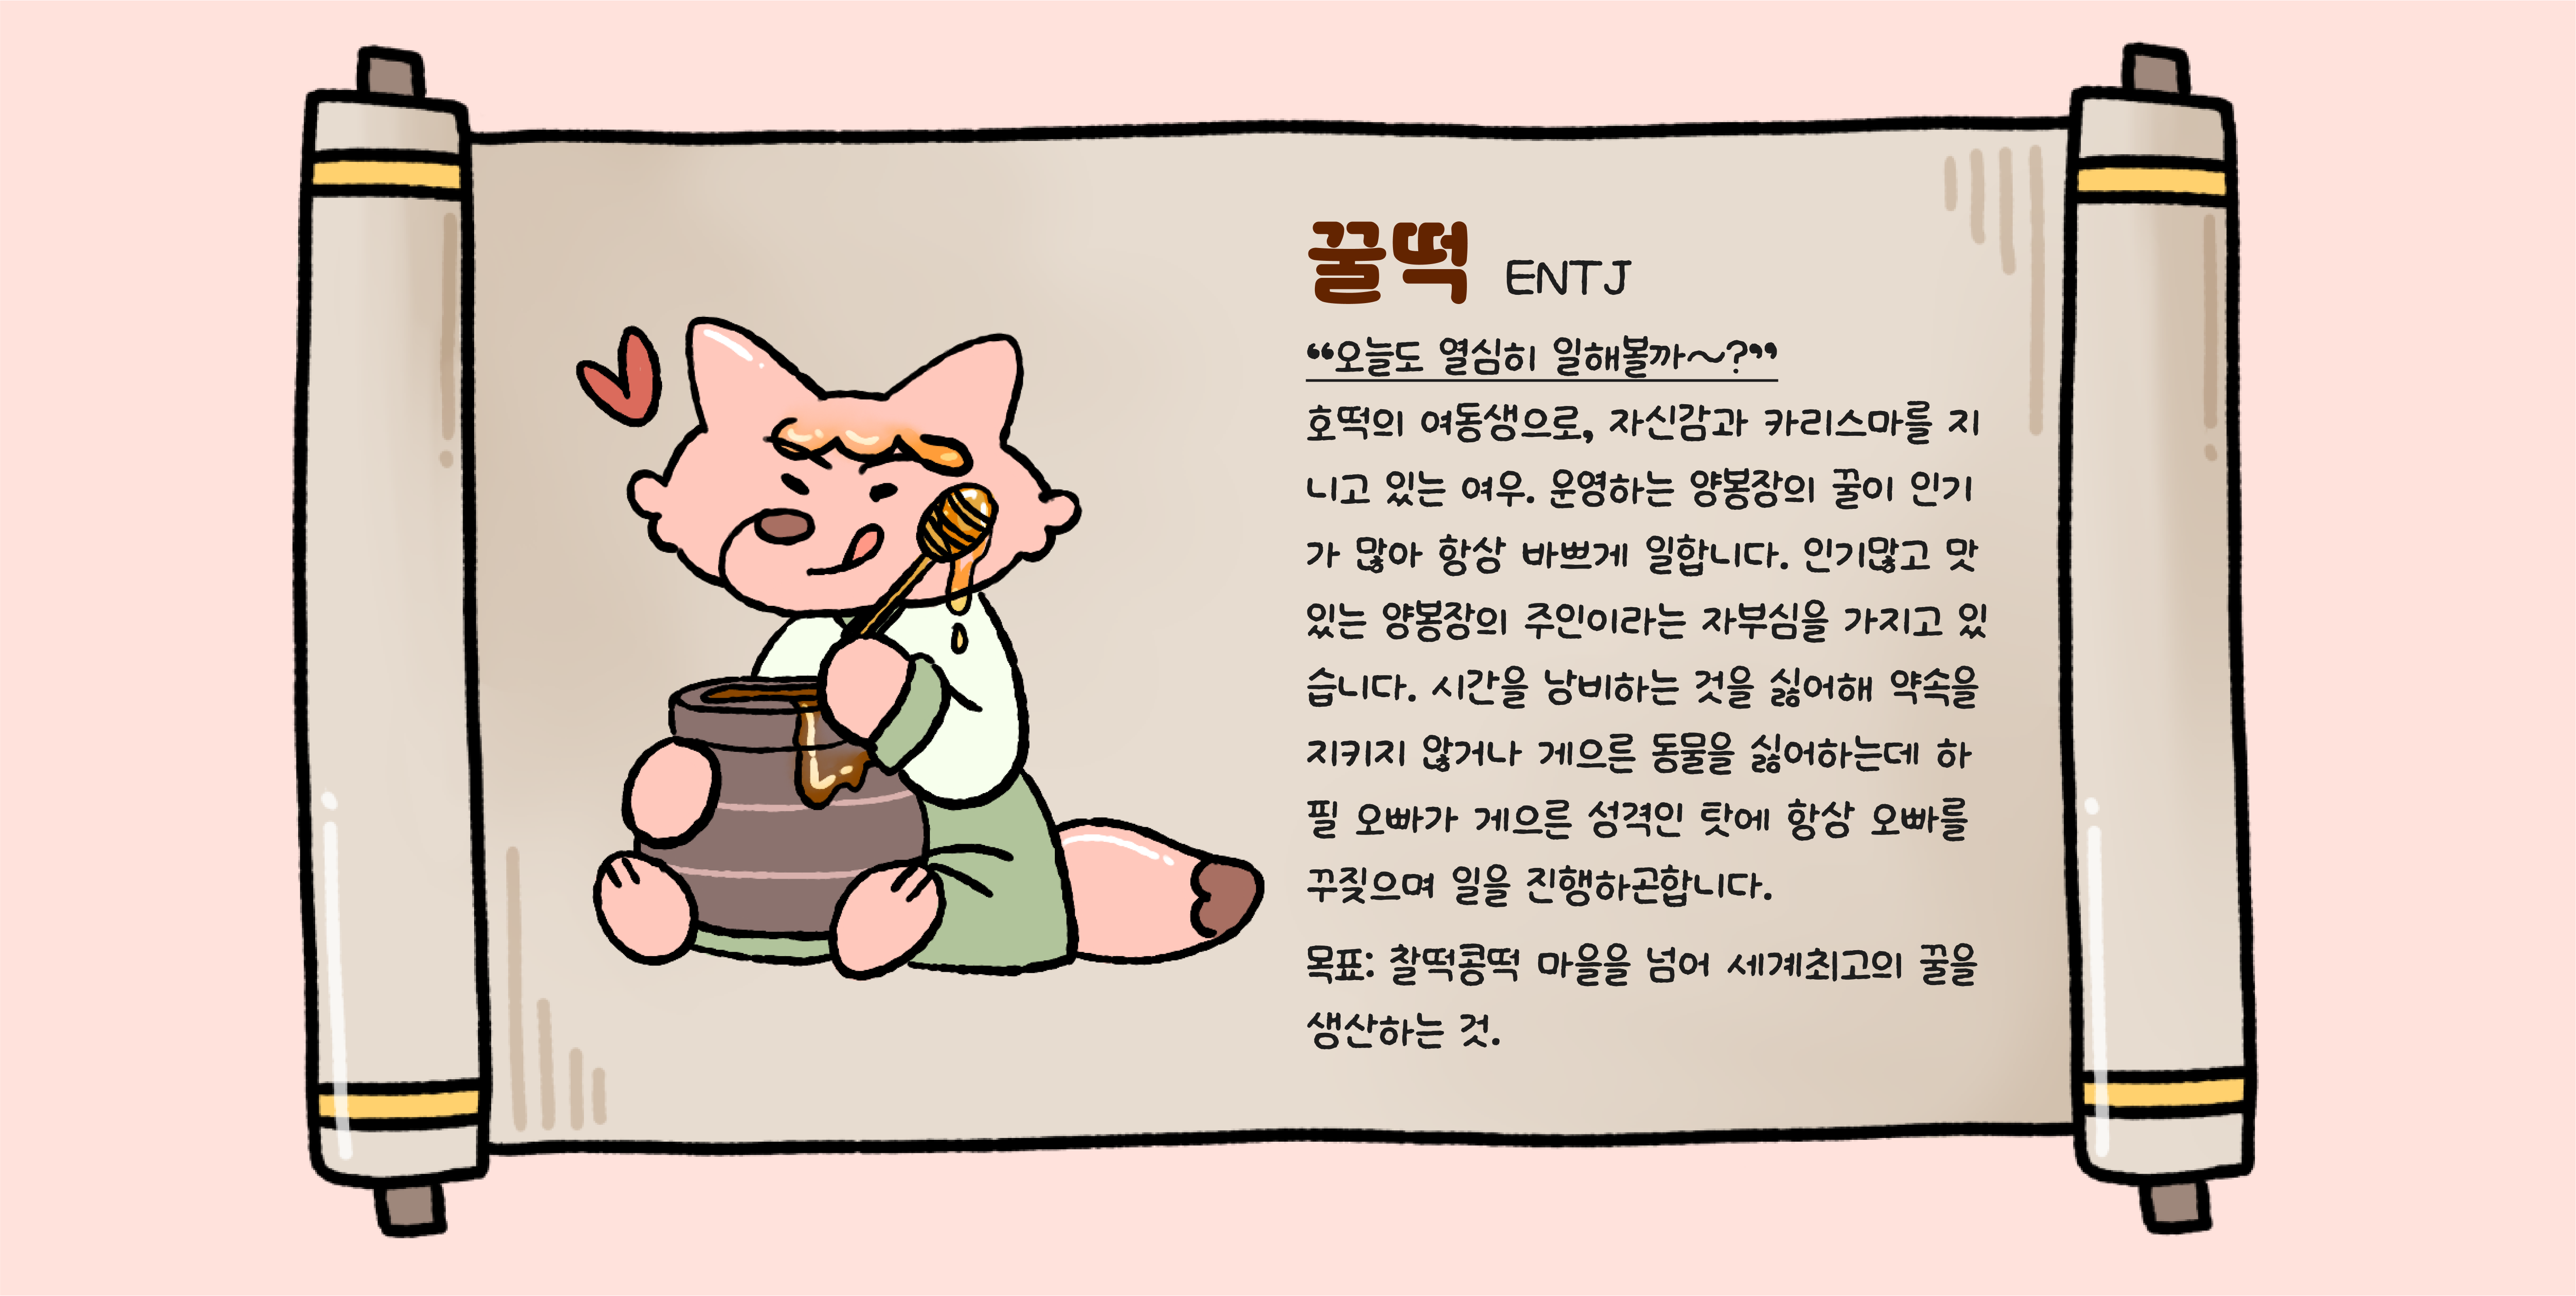 꿀떡 ENTJ
“오늘도 열심히 일해볼까~?”
호떡의 여동생으로, 자신감과 카리스마를 지
니고 있는 여우. 운영하는 양봉장의 꿀이 인기
가 많아 항상 바쁘게 일합니다. 인기많고 맛
있는 양봉장의 주인이라는 자부심을 가지고 있
습니다. 시간을 낭비하는 것을 싫어해 약속을
지키지 않거나 게으른 동물을 싫어하는데 하
필 오빠가 게으른 성격인 탓에 항상 오빠를
꾸짖으며 일을 진행하곤합니다.
목표: 찰떡콩떡 마을을 넘어 세계최고의 꿀을
생산하는 것.